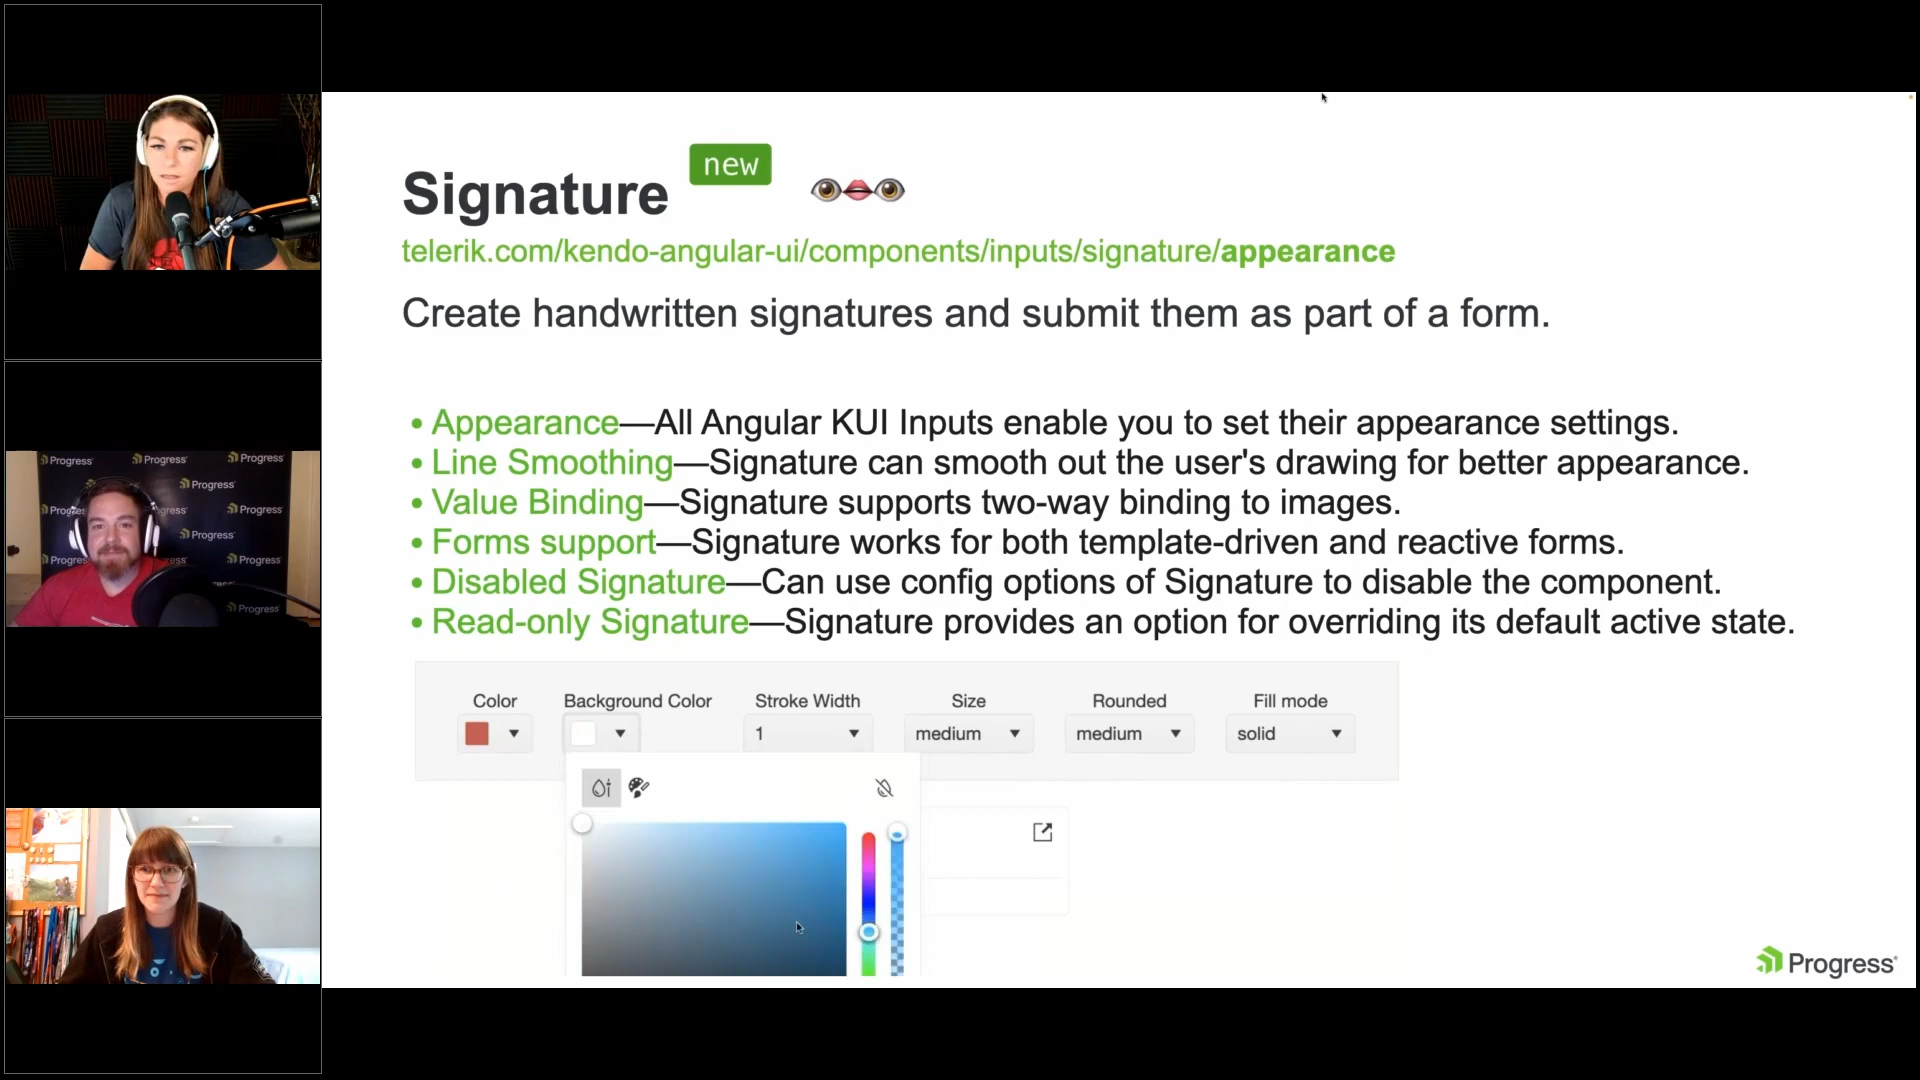 Signature
new
telerik.com/kendo-angular-ui/components/inputs/signature/appearance
Create handwritten signatures and submit them as part of a form.
• Appearance—All Angular KUI Inputs enable you to set their appearance settings.
• Line Smoothing—Signature can smooth out the user's drawing for better appearance.
• Value Binding—Signature supports two-way binding to images.
• Forms support—Signature works for both template-driven and reactive forms.
• Disabled Signature—Can use config options of Signature to disable the component.
• Read-only Signature—Signature provides an option for overriding its default active state.
Color Background Color Stroke Width Size Rounded Fill mode
1 medium medium solid
Progress
Progress Progress Progress
Progress
Progress
Progress
Progress
Progress